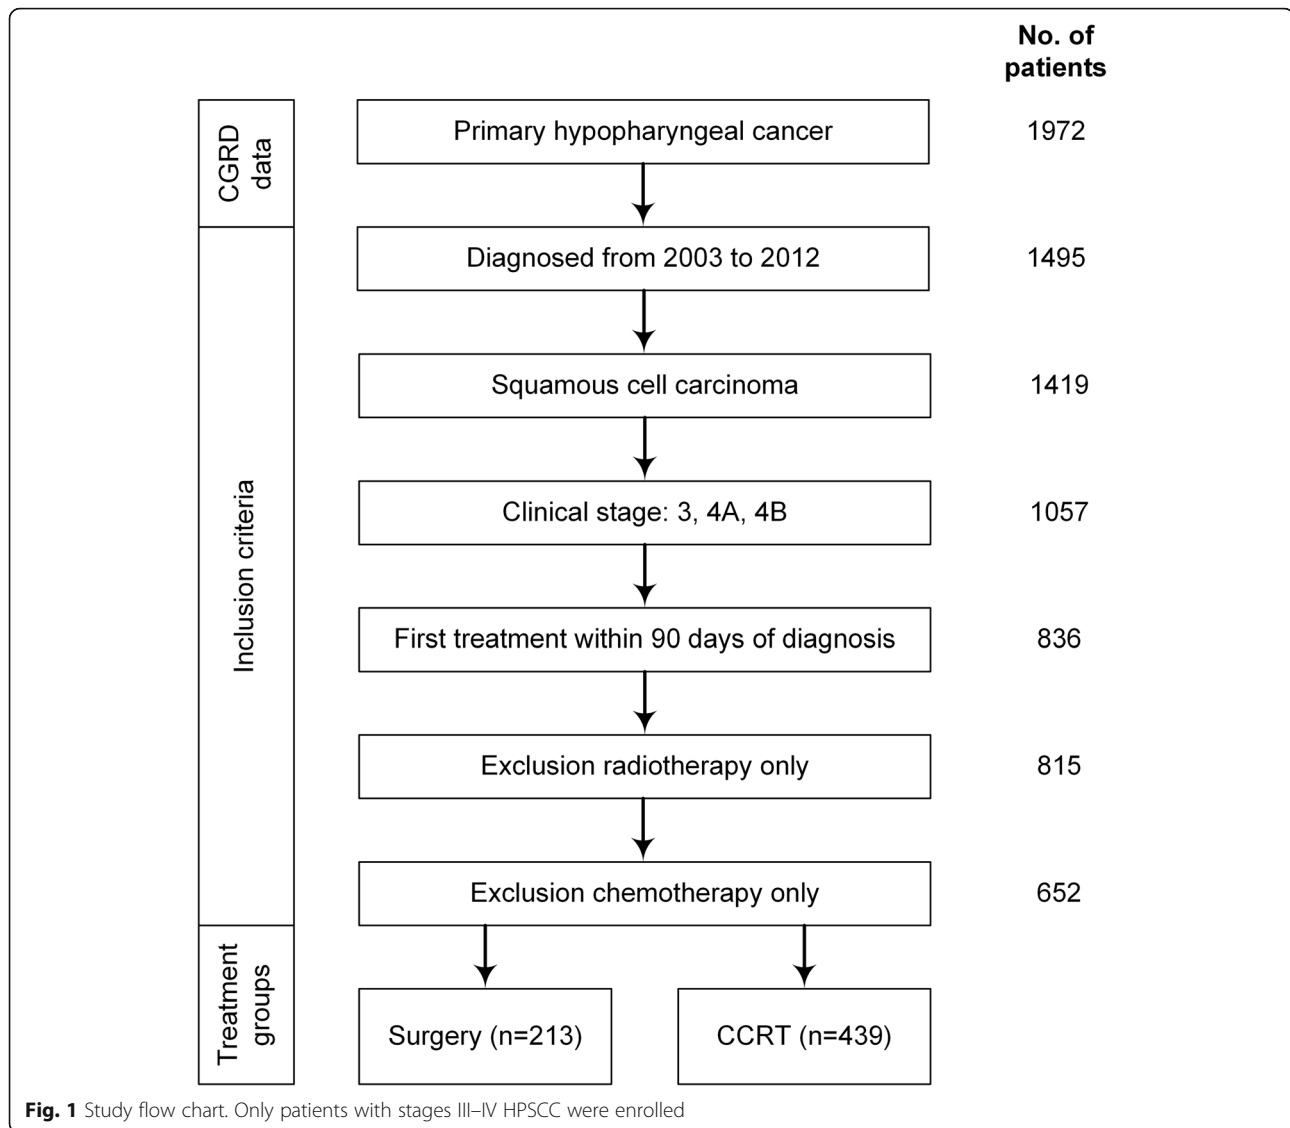 No. of
patients
CGRD
data
Primary hypopharyngeal cancer
1972
Inclusion criteria
Diagnosed from 2003 to 2012
1495
Squamous cell carcinoma
1419
Clinical stage: 3, 4A, 4B
1057
First treatment within 90 days of diagnosis
836
Exclusion radiotherapy only
815
Exclusion chemotherapy only
652
Treatment
groups
Surgery (n=213)
CCRT (n=439)
Fig. 1 Study flow chart. Only patients with stages III–IV HPSCC were enrolled